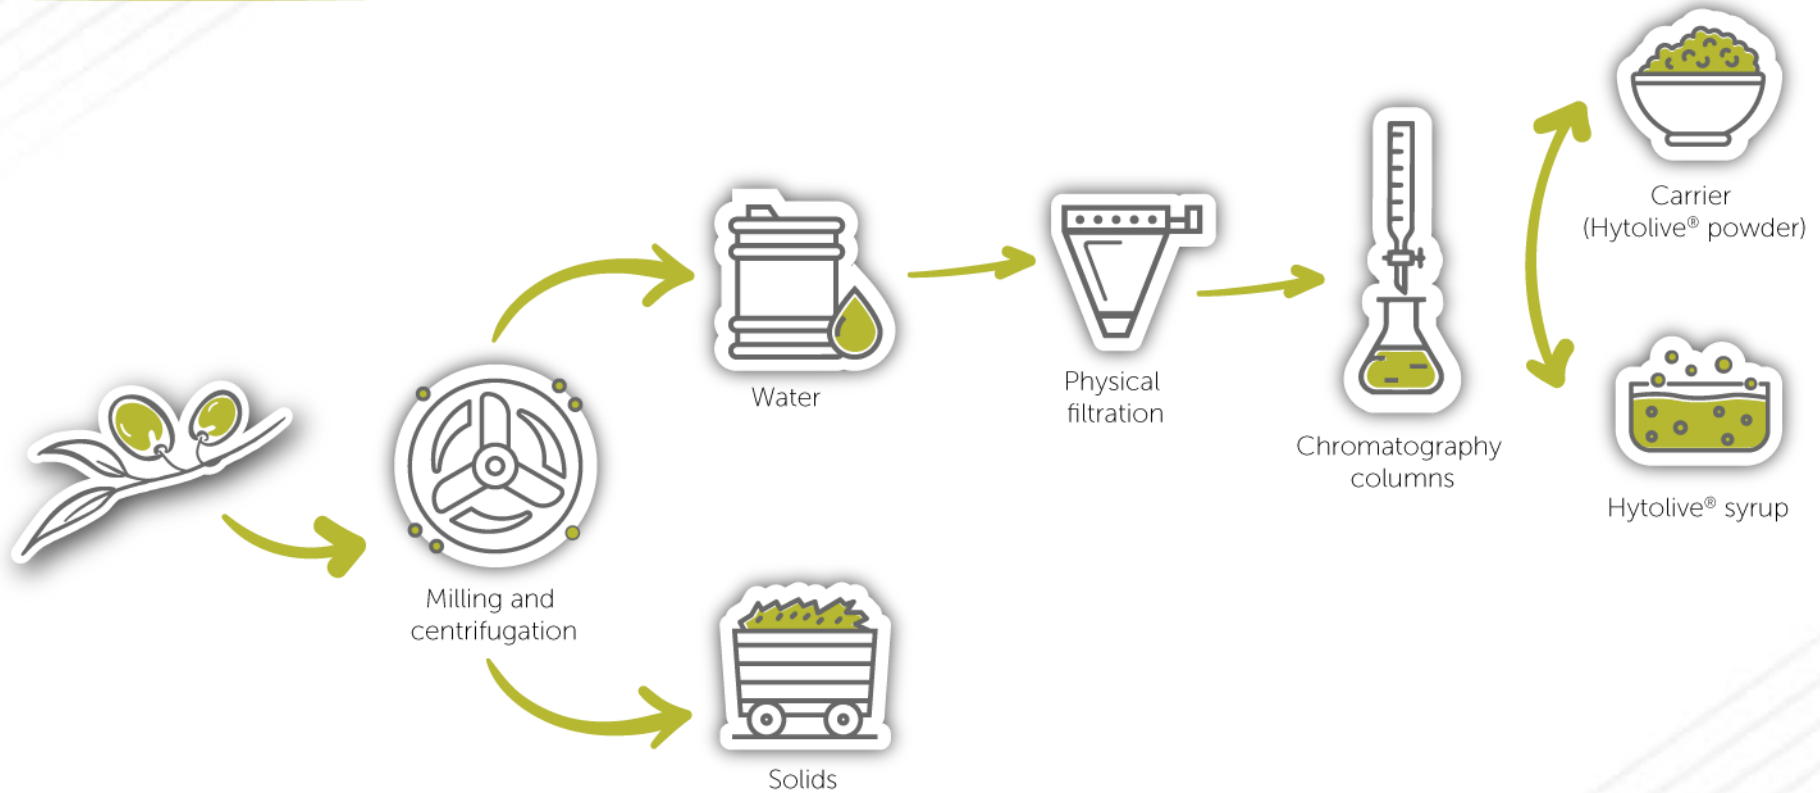 Milling and
centrifugation
Water
Solids
Physical
filtration
Chromatography
columns
Carrier
(Hytolive® powder)
Hytolive® syrup